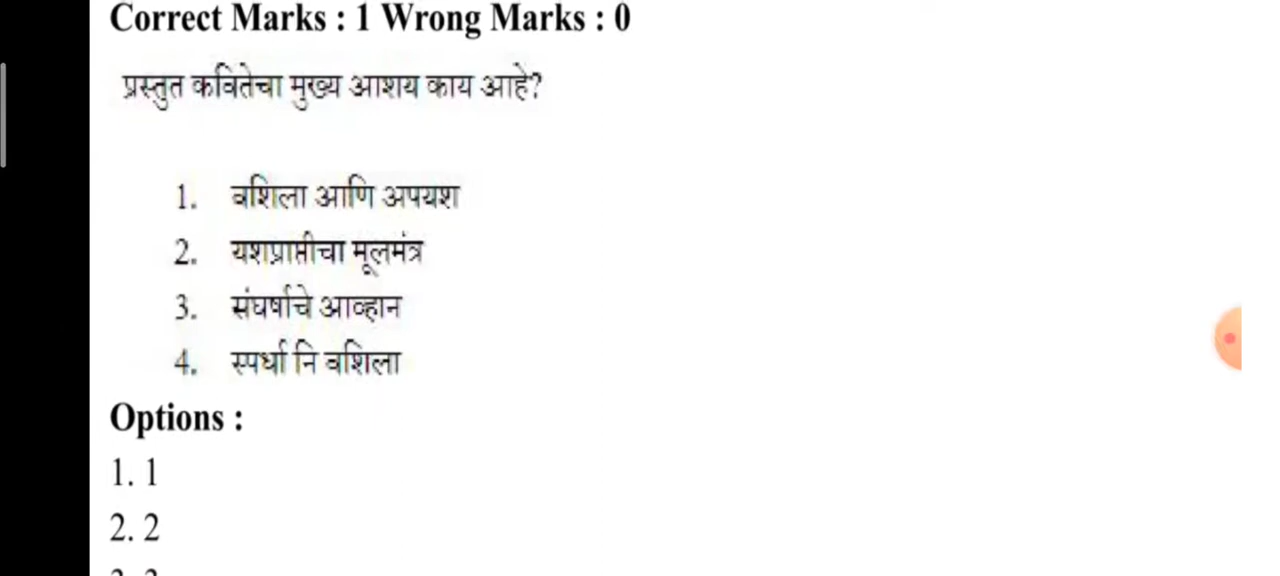 Correct Marks : 1 Wrong Marks : 0
प्रस्तुत कवितेचा मुख्य आशय काय आहे?
1. वशिला आणि अपयश
2. यशप्राप्तीचा मूलमंत्र
3. संघर्षाचे आव्हान
4. स्पर्धा नि वशिला
Options :
1. 1
2. 2